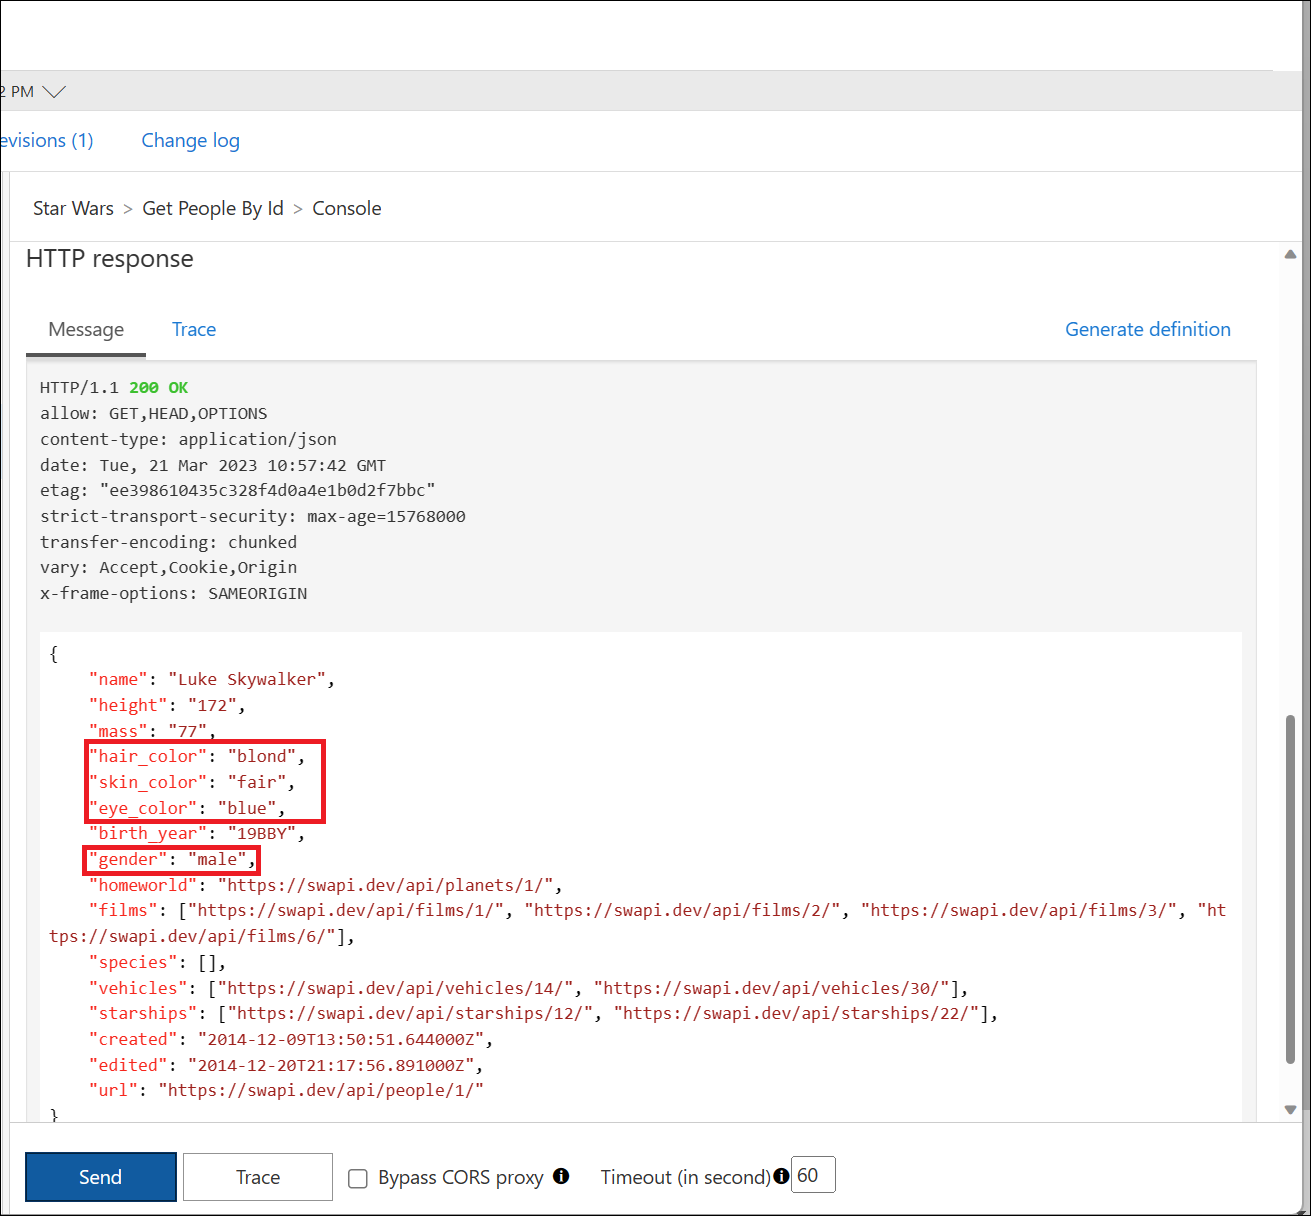 2 PM
evisions (1) Change log
Star Wars > Get People By Id > Console
HTTP response
Message Trace Generate definition
HTTP/1.1 200 OK
allow: GET,HEAD,OPTIONS
content-type: application/json
date: Tue, 21 Mar 2023 10:57:42 GMT
etag: "ee398610435c328f4d0a4e1b0d2f7bbc"
strict-transport-security: max-age=15768000
transfer-encoding: chunked
vary: Accept,Cookie,Origin
x-frame-options: SAMEORIGIN
{
"name": "Luke Skywalker",
"height": "172",
"mass": "77",
"hair_color": "blond",
"skin_color": "fair",
"eye_color": "blue",
"birth_year": "19BBY",
"gender": "male",
"homeworld": "https://swapi.dev/api/planets/1/",
"films": ["https://swapi.dev/api/films/1/", "https://swapi.dev/api/films/2/", "https://swapi.dev/api/films/3/", "ht
tps://swapi.dev/api/films/6/"],
"species": [],
"vehicles": ["https://swapi.dev/api/vehicles/14/", "https://swapi.dev/api/vehicles/30/"],
"starships": ["https://swapi.dev/api/starships/12/", "https://swapi.dev/api/starships/22/"],
"created": "2014-12-09T13:50:51.644000Z",
"edited": "2014-12-20T21:17:56.891000Z",
"url": "https://swapi.dev/api/people/1/"
}
Send Trace Bypass CORS proxy Timeout (in second) 60